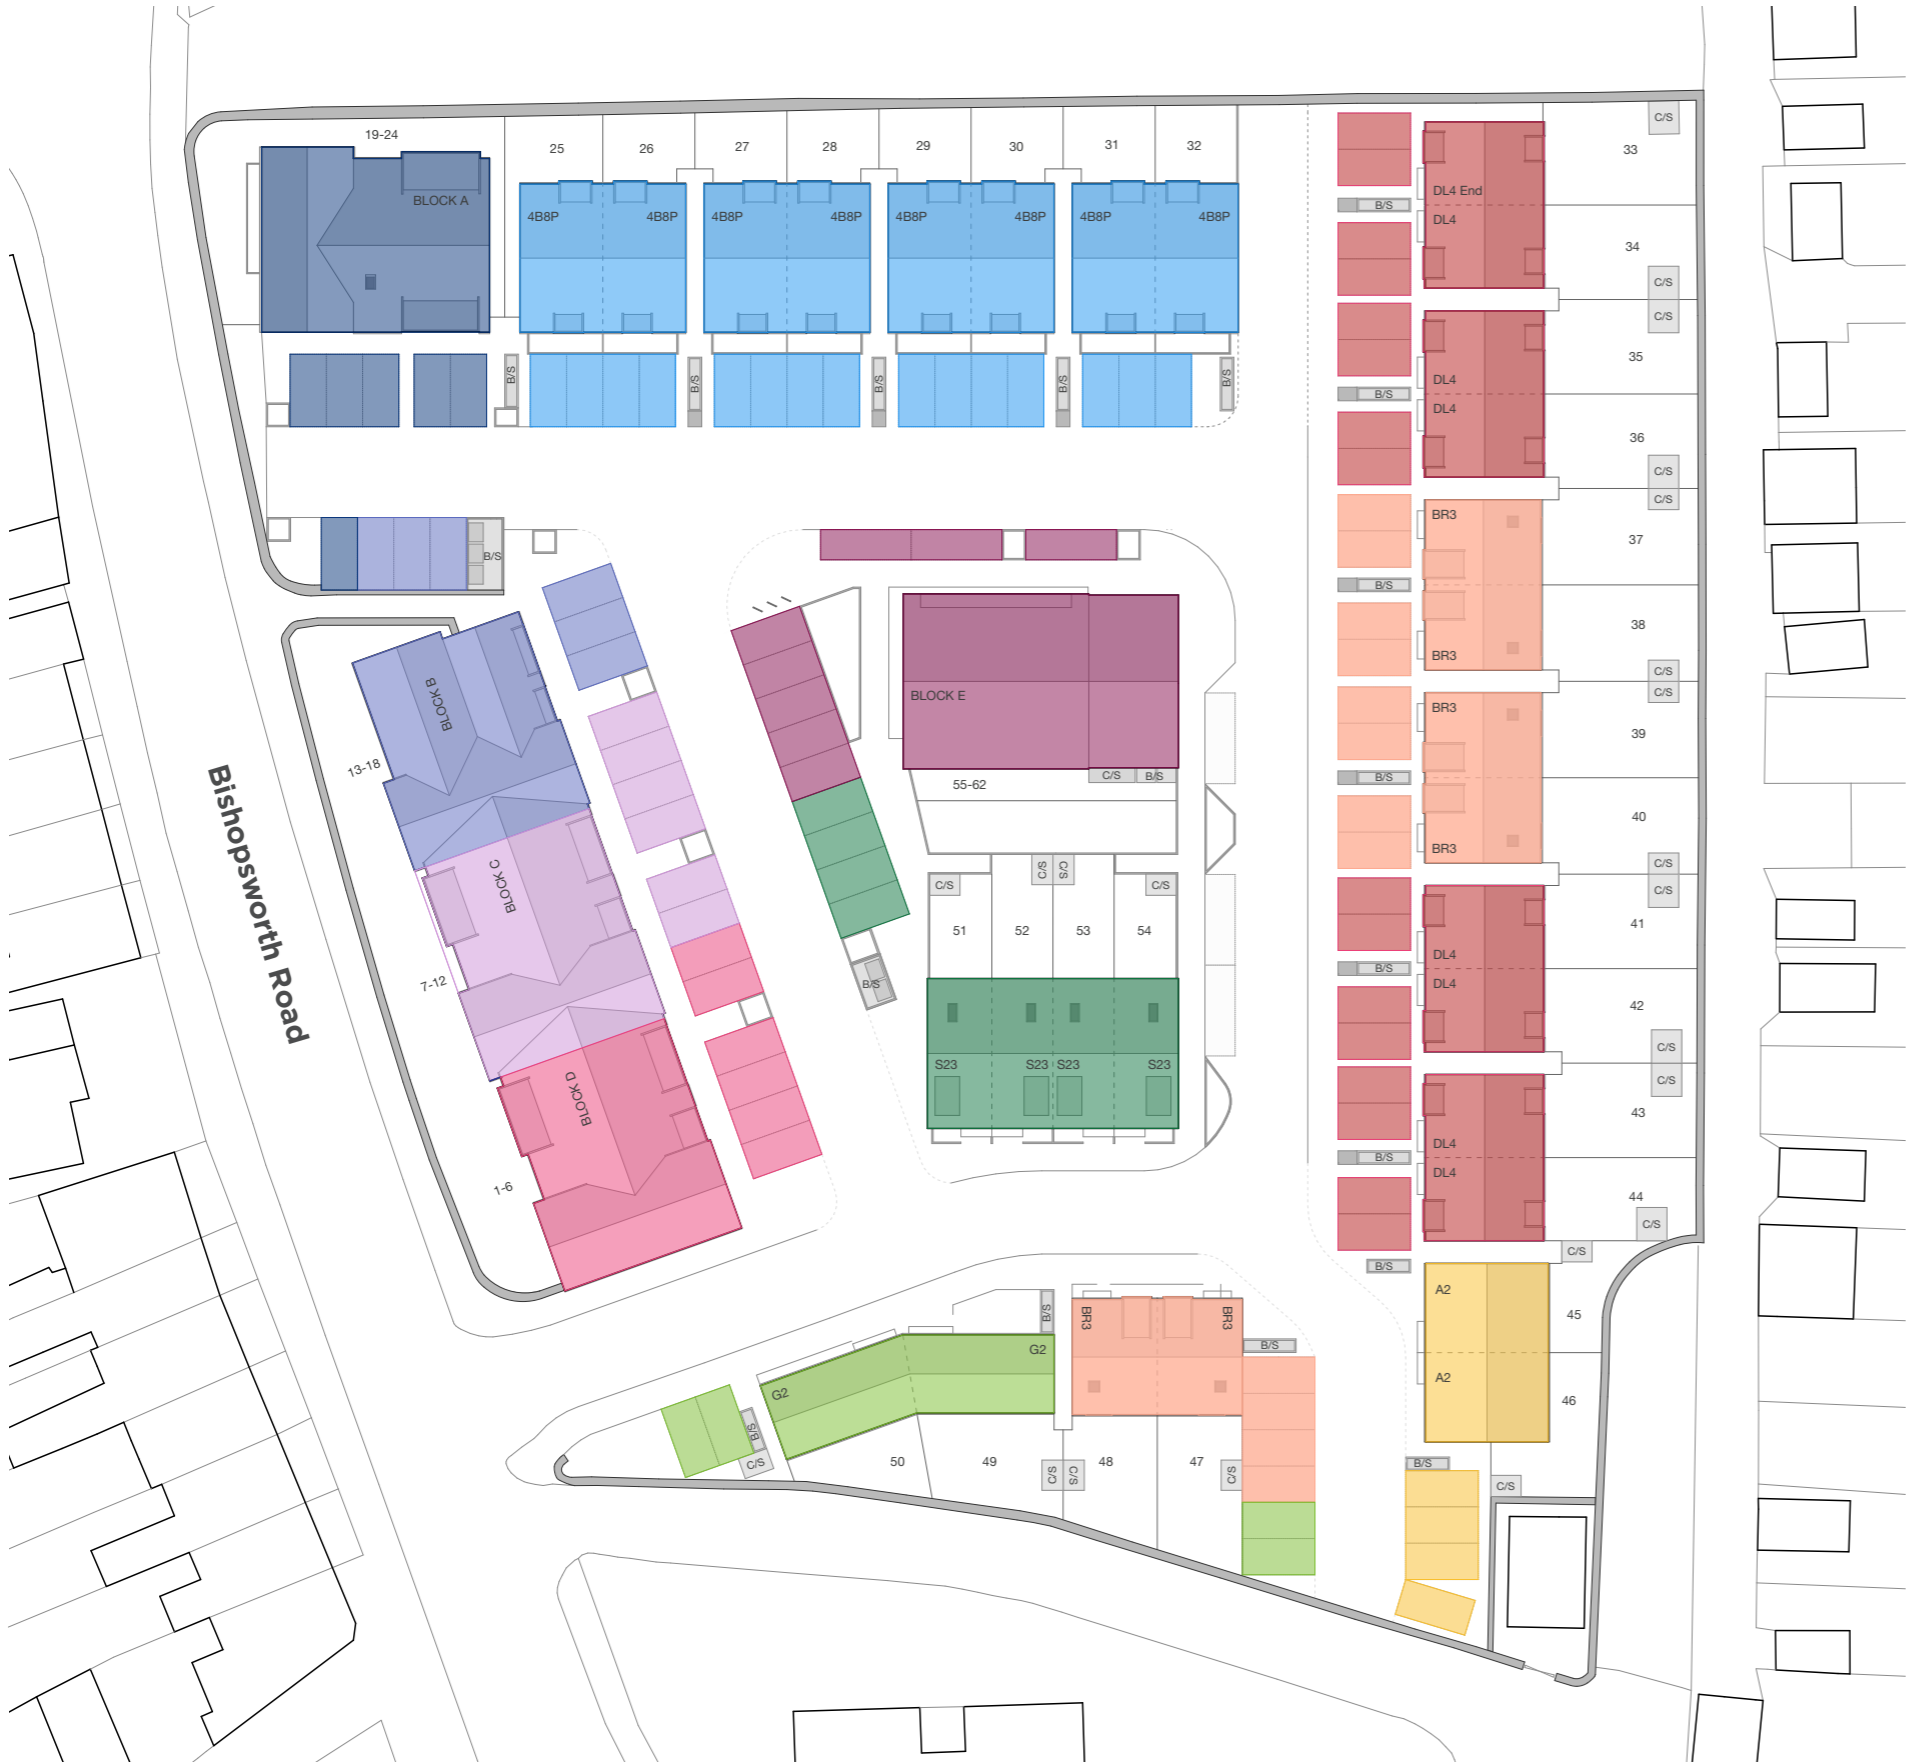 19-24
BLOCK A
25
26
27
28
29
30
31
32
4B8P
4B8P
4B8P
4B8P
4B8P
4B8P
4B8P
4B8P
B/S
B/S
B/S
B/S
B/S
C/S
33
DL4 End
B/S
DL4
34
C/S
C/S
35
DL4
B/S
DL4
36
C/S
C/S
BR3
37
B/S
38
BR3
C/S
C/S
BR3
39
B/S
40
BR3
C/S
C/S
41
DL4
B/S
DL4
42
C/S
C/S
43
DL4
B/S
DL4
44
C/S
C/S
B/S
A2
45
A2
46
B/S
C/S
B/S
BLOCK B
13-18
BLOCK C
7-12
BLOCK D
1-6
Bishopsworth Road
BLOCK E
C/S
B/S
55-62
C/S
C/S
C/S
C/S
51
52
53
54
B/S
S23
S23
S23
S23
B/S
BR3
BR3
B/S
G2
G2
B/S
C/S
50
49
C/S
C/S
48
47
C/S